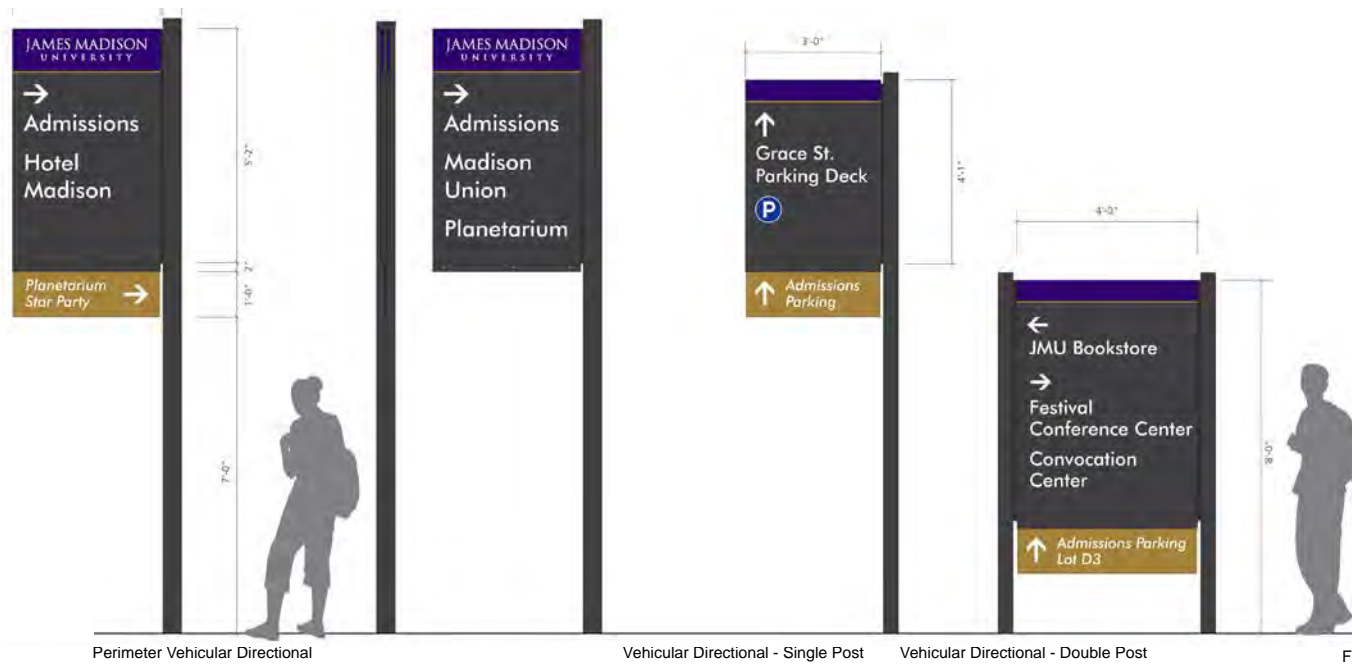 JAMES MADISON
UNIVERSITY
→
Admissions
Hotel
Madison
Planetarium
Star Party →
5'-2"
2"
1'-0"
7'-0"
JAMES MADISON
UNIVERSITY
→
Admissions
Madison
Union
Planetarium
3'-0"
↑
Grace St.
Parking Deck
P
↑ Admissions
Parking
4'-1"
4'-0"
←
JMU Bookstore
→
Festival
Conference Center
Convocation
Center
↑ Admissions Parking
Lot D3
8'-0"
Perimeter Vehicular Directional
Vehicular Directional - Single Post
Vehicular Directional - Double Post
F